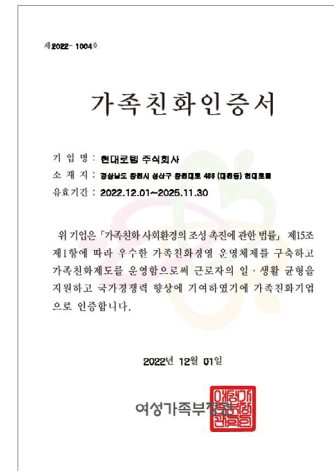 제2022- 1004호
가족친화인증서
기 업 명 : 현대로템 주식회사
소 재 지 : 경상남도 창원시 성산구 창원대로 488 (대원동) 현대로템
유효기간 : 2022.12.01~2025.11.30
위 기업은 「가족친화 사회환경의 조성 촉진에 관한 법률」 제15조
제1항에 따라 우수한 가족친화경영 운영체제를 구축하고
가족친화제도를 운영함으로써 근로자의 일·생활 균형을
지원하고 국가경쟁력 향상에 기여하였기에 가족친화기업
으로 인증합니다.
2022년 12월 01일
여성가족부장관